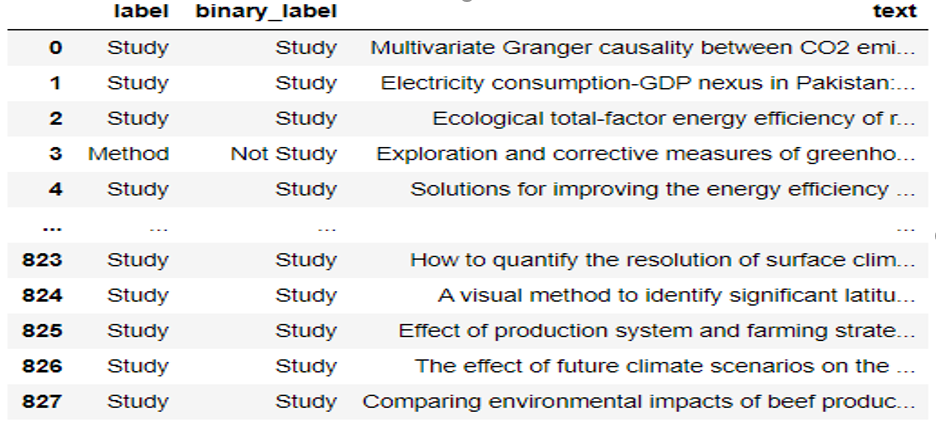 label binary_label text
0 Study Study Multivariate Granger causality between CO2 emi...
1 Study Study Electricity consumption-GDP nexus in Pakistan:...
2 Study Study Ecological total-factor energy efficiency of r...
3 Method Not Study Exploration and corrective measures of greenho...
4 Study Study Solutions for improving the energy efficiency ...
... ... ... ...
823 Study Study How to quantify the resolution of surface clim...
824 Study Study A visual method to identify significant latitu...
825 Study Study Effect of production system and farming strate...
826 Study Study The effect of future climate scenarios on the ...
827 Study Study Comparing environmental impacts of beef produc...